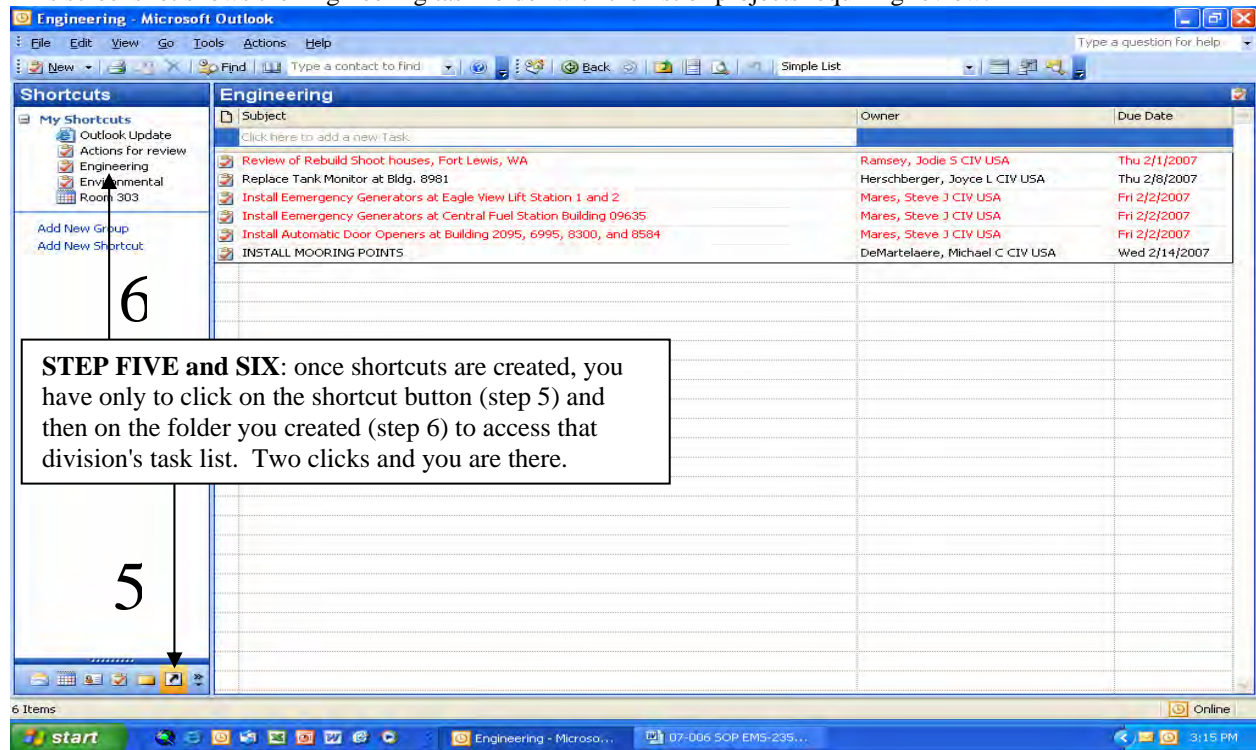 Engineering - Microsoft Outlook
File Edit View Go Tools Actions Help Type a question for help
New Find Type a contact to find Back Simple List
Shortcuts
My Shortcuts
Outlook Update
Actions for review
Engineering
Environmental
Room 303
Add New Group
Add New Shortcut
Engineering
Subject Owner Due Date
Click here to add a new Task
Review of Rebuild Shoot houses, Fort Lewis, WA Ramsey, Jodie S CIV USA Thu 2/1/2007
Replace Tank Monitor at Bldg. 8981 Herschberger, Joyce L CIV USA Thu 2/8/2007
Install Eemergency Generators at Eagle View Lift Station 1 and 2 Mares, Steve J CIV USA Fri 2/2/2007
Install Eemergency Generators at Central Fuel Station Building 09635 Mares, Steve J CIV USA Fri 2/2/2007
Install Automatic Door Openers at Building 2095, 6995, 8300, and 8584 Mares, Steve J CIV USA Fri 2/2/2007
INSTALL MOORING POINTS DeMartelaere, Michael C CIV USA Wed 2/14/2007
6
STEP FIVE and SIX: once shortcuts are created, you
have only to click on the shortcut button (step 5) and
then on the folder you created (step 6) to access that
division's task list. Two clicks and you are there.
5
6 Items Online
start Engineering - Microso... 07-006 SOP EMS-235... 3:15 PM